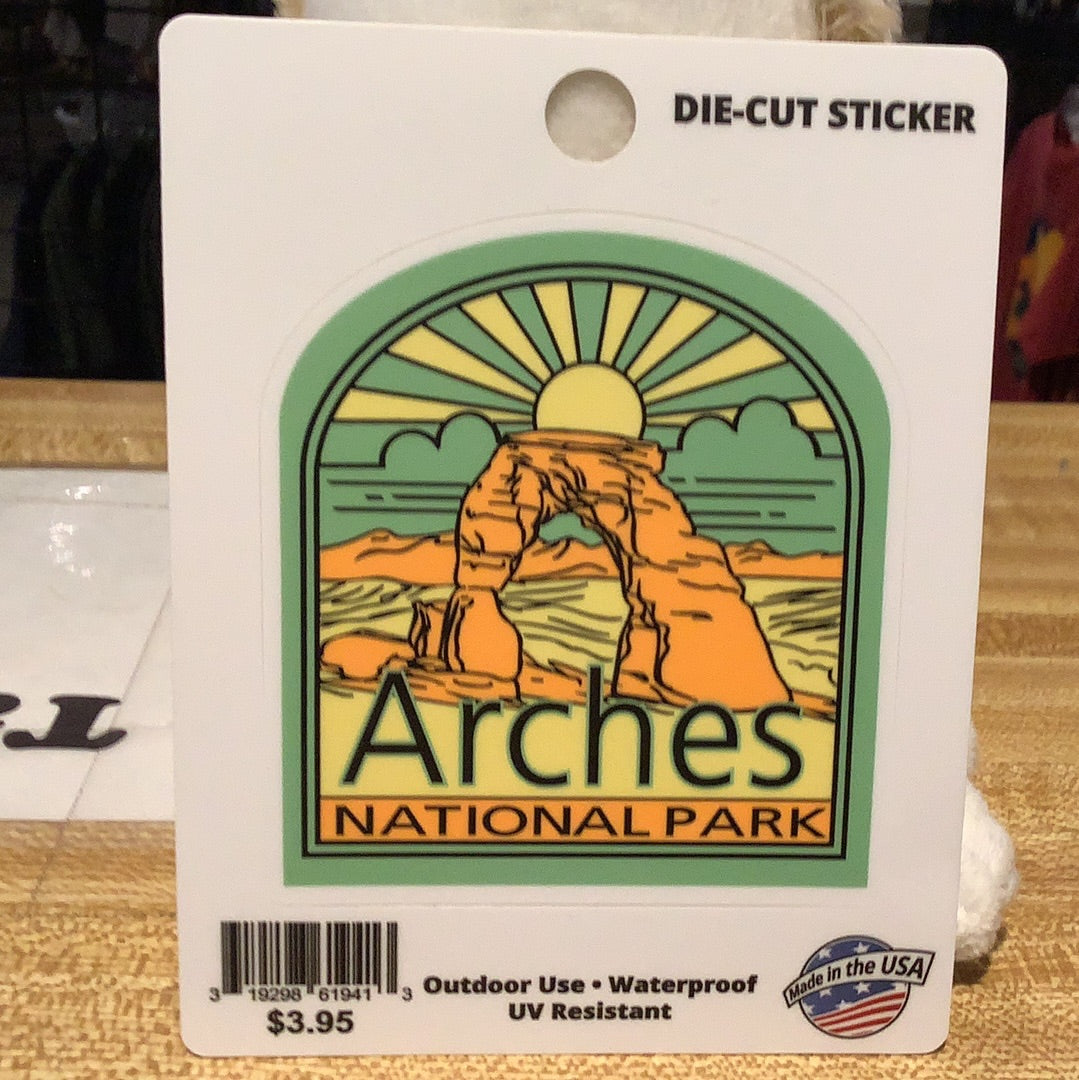 DIE-CUT STICKER
Arches
NATIONAL PARK
3 19298 61941 3
$3.95
Outdoor Use • Waterproof
UV Resistant
Made in the USA